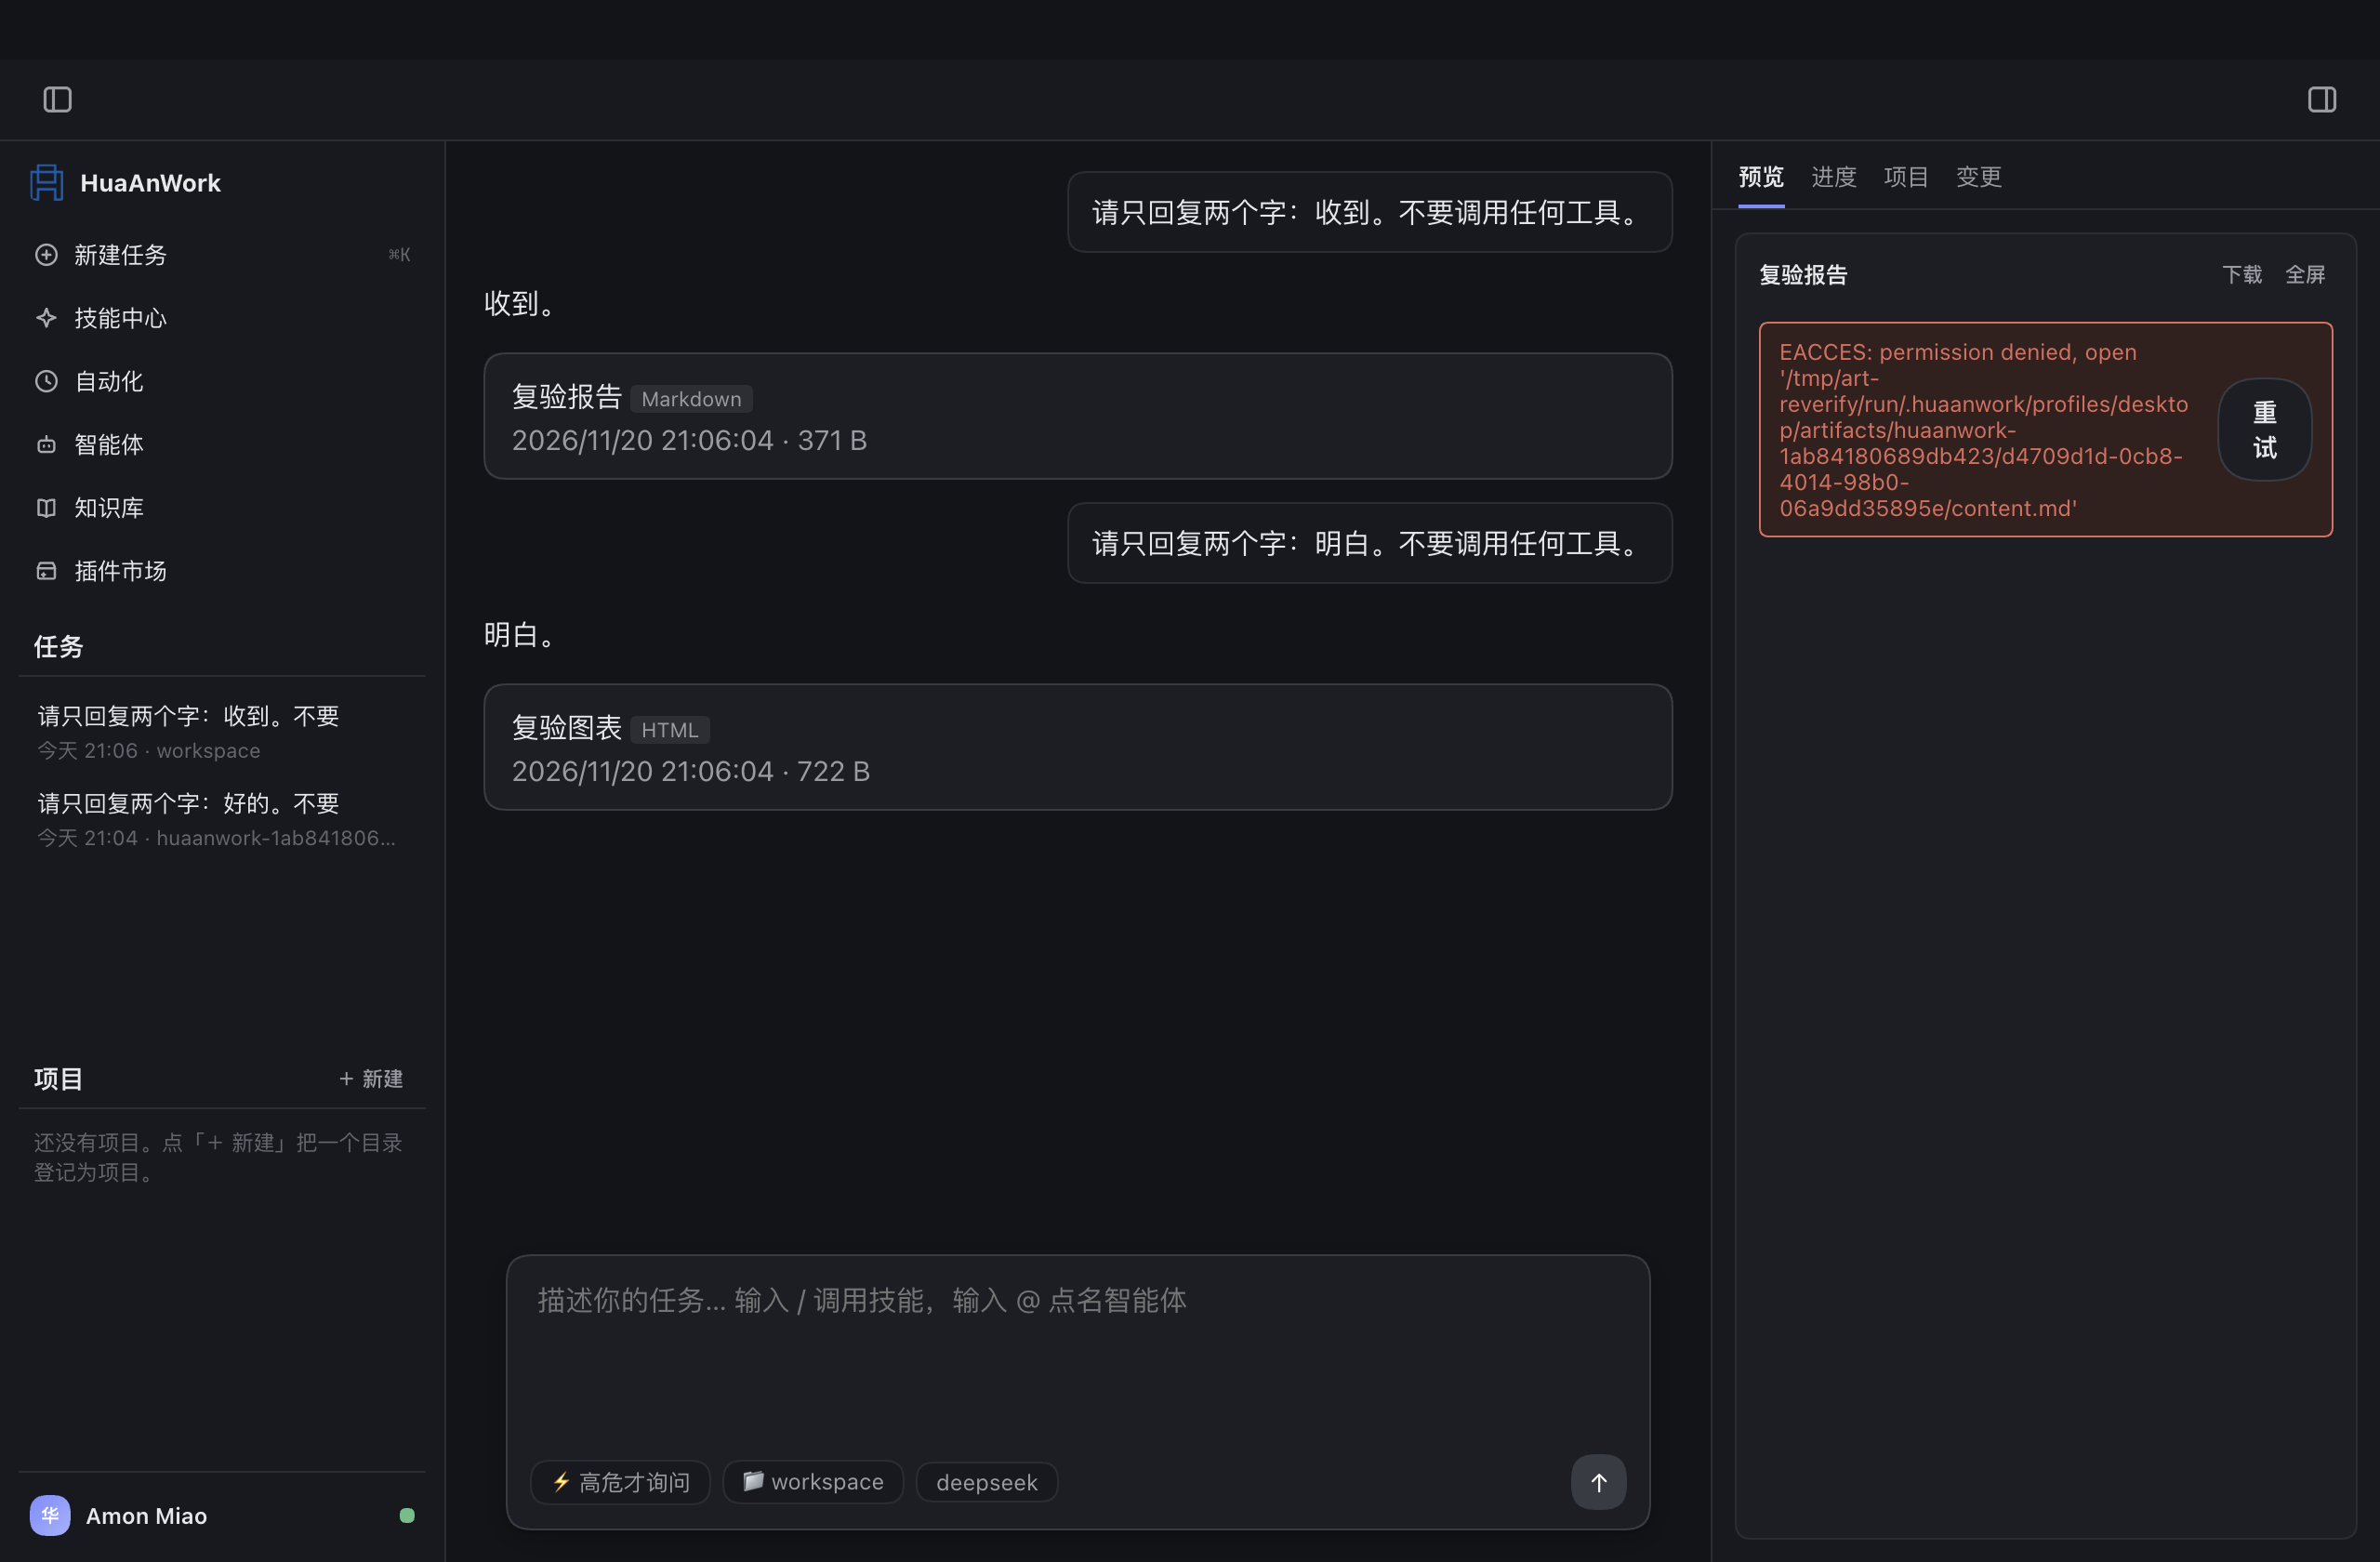 HuaAnWork
新建任务 ⌘K
技能中心
自动化
智能体
知识库
插件市场
任务
请只回复两个字：收到。不要
今天 21:06 · workspace
请只回复两个字：好的。不要
今天 21:04 · huaanwork-1ab841806...
项目
+ 新建
还没有项目。点「+ 新建」把一个目录
登记为项目。
华
Amon Miao
请只回复两个字：收到。不要调用任何工具。
收到。
复验报告 Markdown
2026/11/20 21:06:04 · 371 B
请只回复两个字：明白。不要调用任何工具。
明白。
复验图表 HTML
2026/11/20 21:06:04 · 722 B
描述你的任务... 输入 / 调用技能，输入 @ 点名智能体
⚡ 高危才询问
workspace
deepseek
预览 进度 项目 变更
复验报告
下载 全屏
EACCES: permission denied, open
'/tmp/art-
reverify/run/.huaanwork/profiles/deskto
p/artifacts/huaanwork-
1ab84180689db423/d4709d1d-0cb8-
4014-98b0-
06a9dd35895e/content.md'
重
试